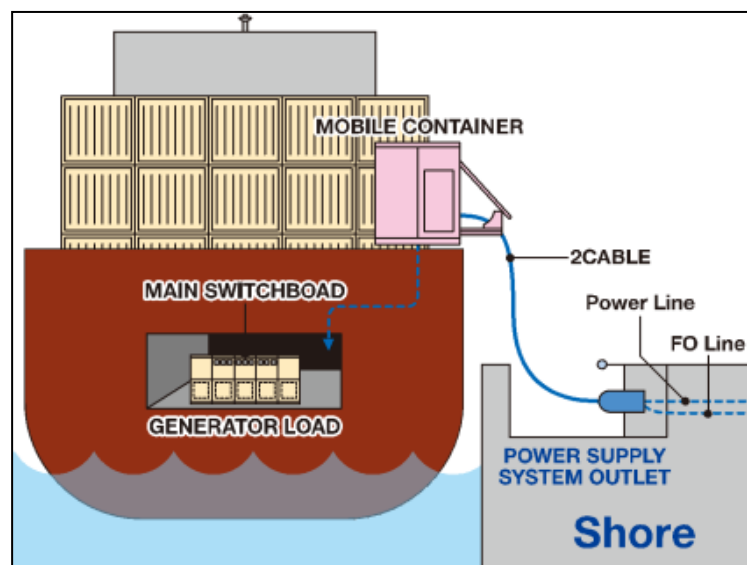 MOBILE CONTAINER
2CABLE
MAIN SWITCHBOAD
Power Line
FO Line
GENERATOR LOAD
POWER SUPPLY
SYSTEM OUTLET
Shore